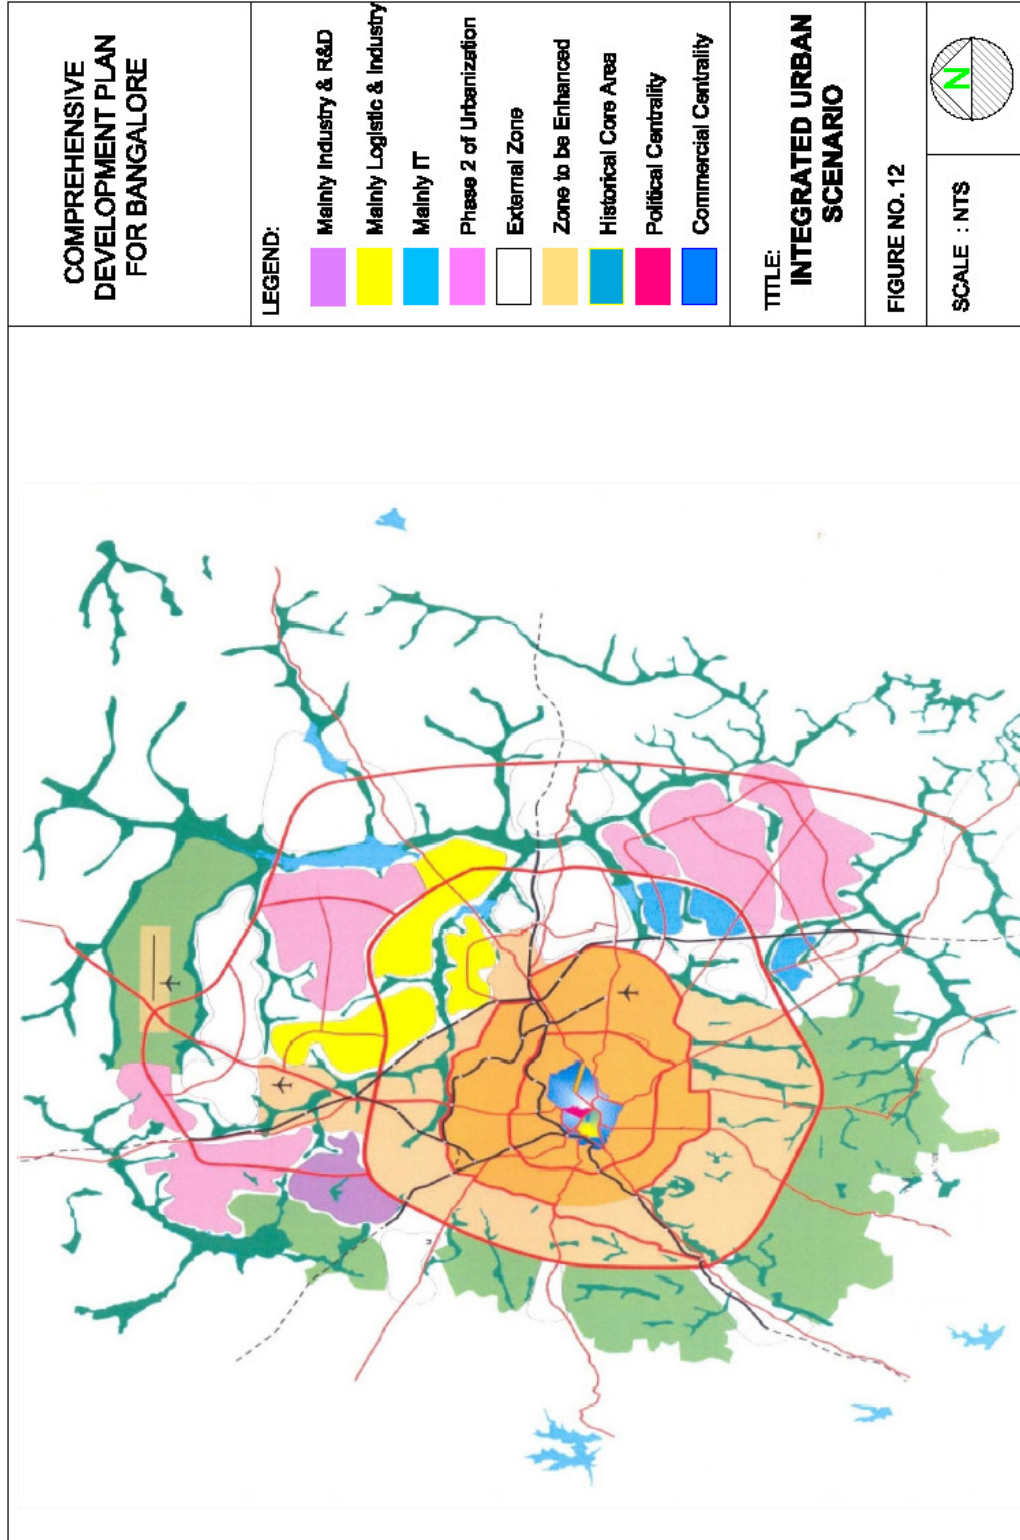 COMPREHENSIVE
DEVELOPMENT PLAN
FOR BANGALORE
LEGEND:
Mainly Industry & R&D
Mainly Logistic & Industry
Mainly IT
Phase 2 of Urbanization
External Zone
Zone to be Enhanced
Historical Core Area
Political Centrality
Commercial Centrality
TITLE:
INTEGRATED URBAN
SCENARIO
FIGURE NO. 12
SCALE : NTS
N